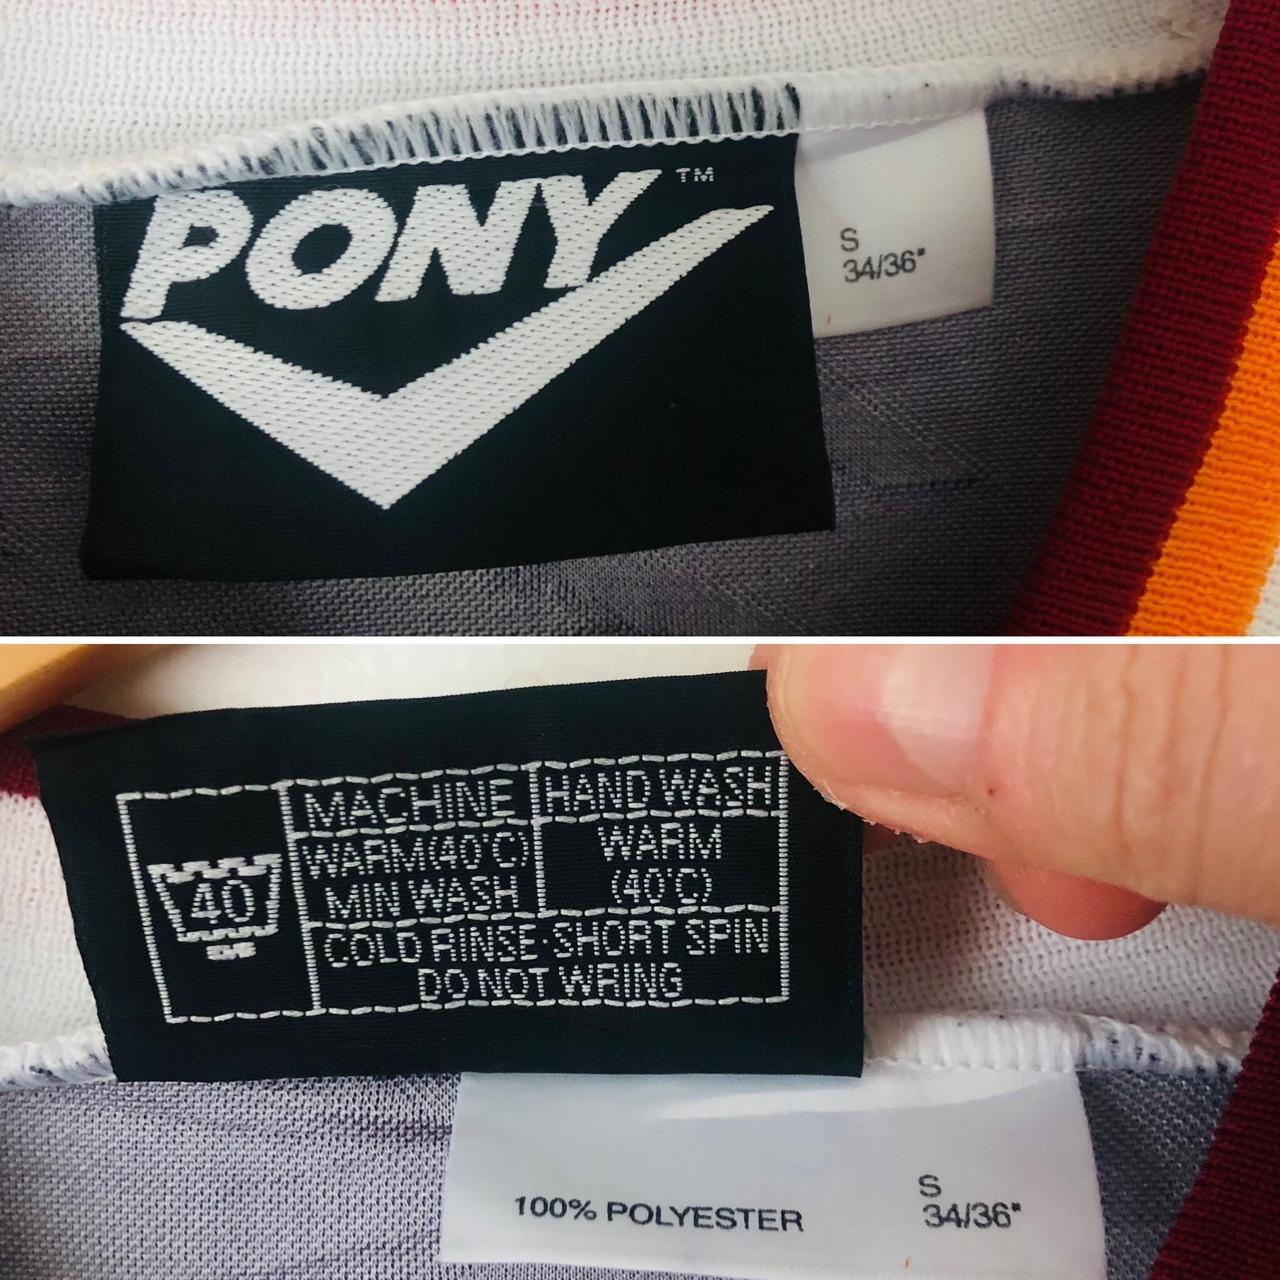 PONY™
S
34/36"
40
MACHINE
WARM(40°C)
MIN WASH
HAND WASH
WARM
(40°C)
COLD RINSE·SHORT SPIN
DO NOT WRING
100% POLYESTER
S
34/36"